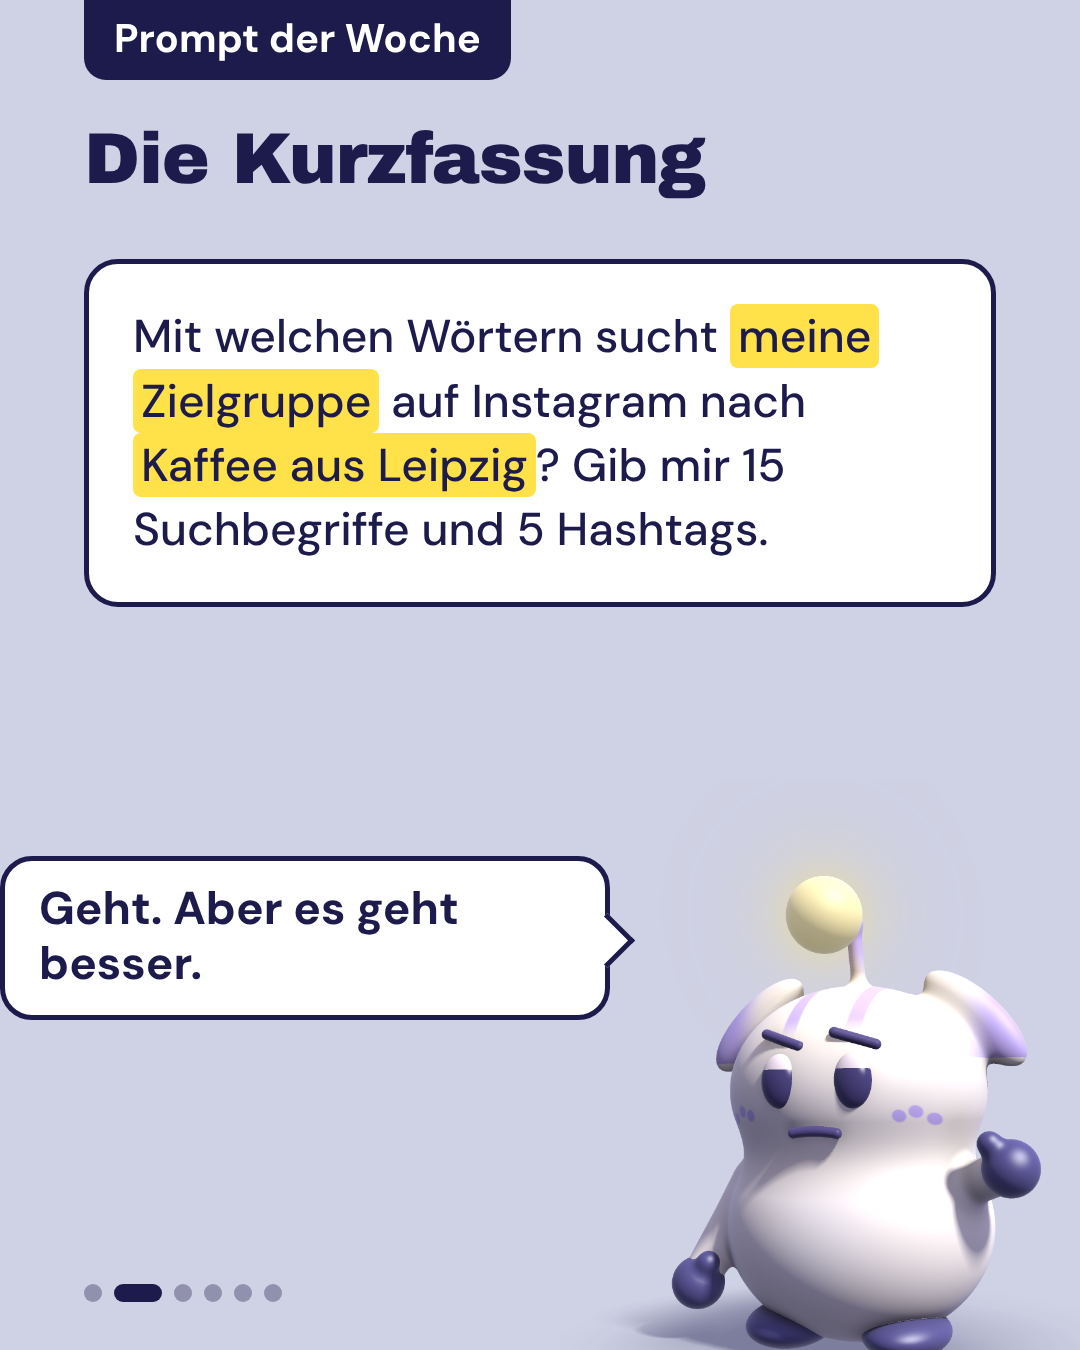 Prompt der Woche
Die Kurzfassung
Mit welchen Wörtern sucht meine
Zielgruppe auf Instagram nach
Kaffee aus Leipzig? Gib mir 15
Suchbegriffe und 5 Hashtags.
Geht. Aber es geht
besser.